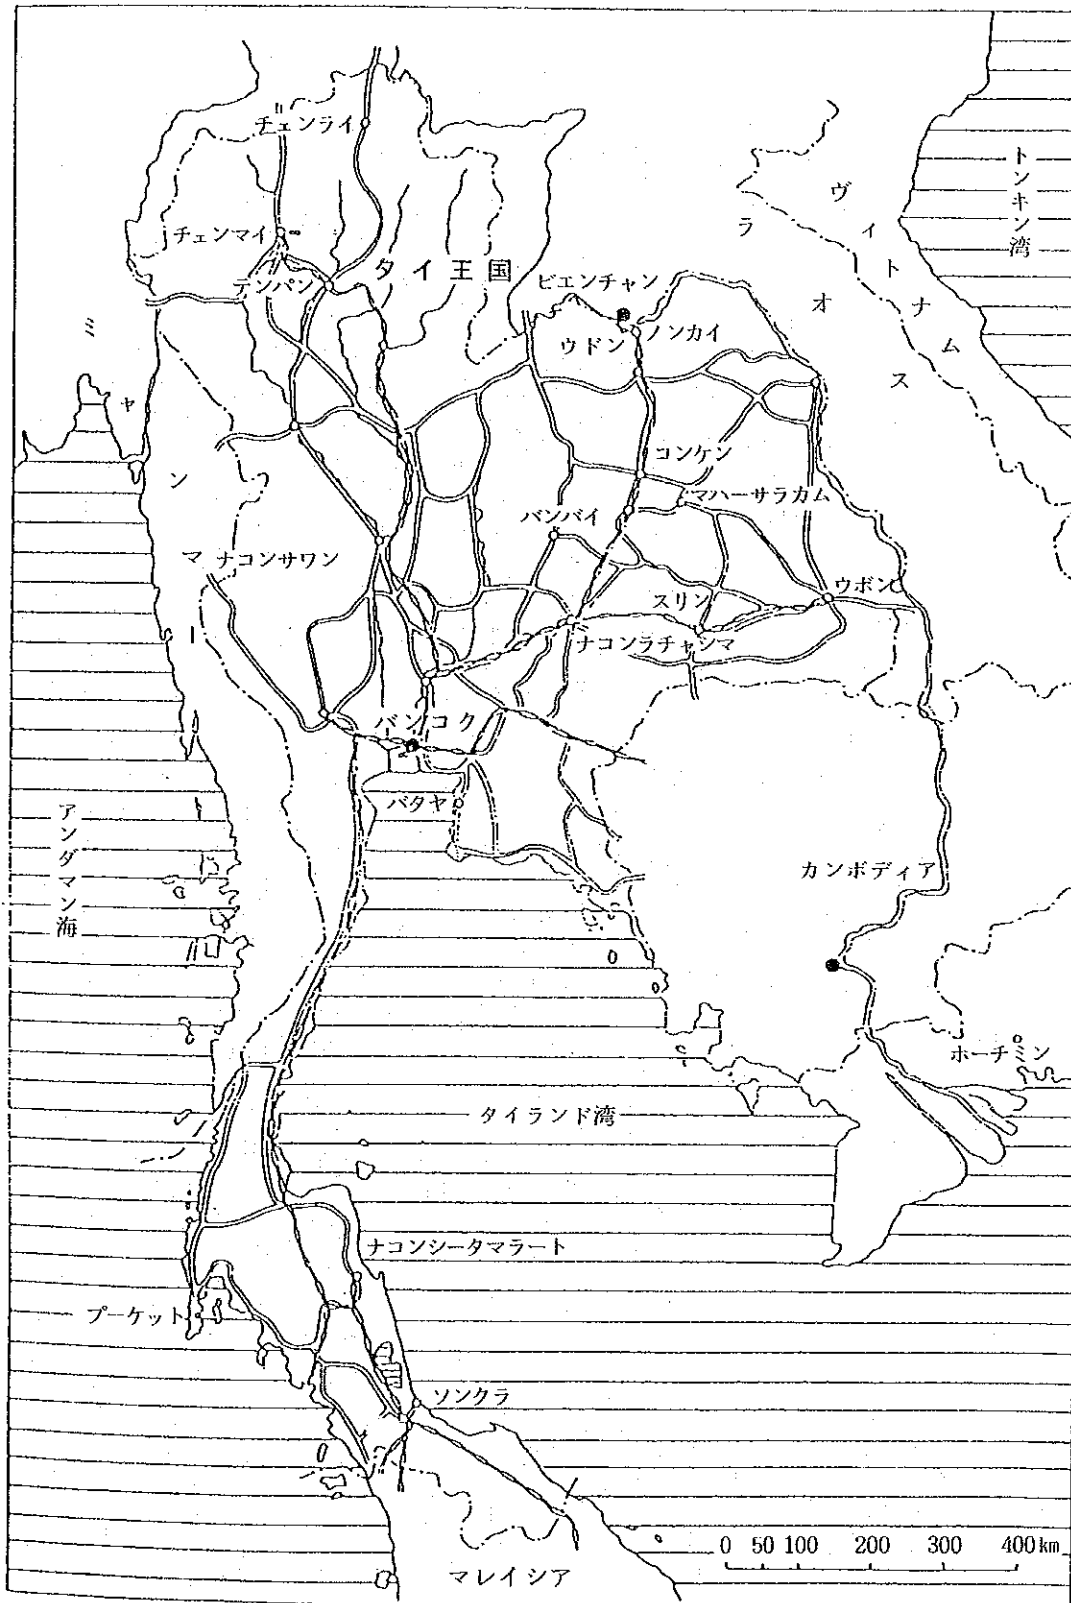 チェンライ
トンキン湾
ヴィトナム
ラオス
チェンマイ
タイ王国
デンパン
ビエンチャン
ノンカイ
ウドン
ミャンマー
コンケン
マハーサラカム
バンバイ
ナコンサワン
スリン
ウボン
ナコンラチャシマ
バンコク
パタヤ
アンダマン海
カンボディア
ホーチミン
タイランド湾
ナコンシータマラート
プーケット
ソンクラ
マレイシア
0 50 100 200 300 400km